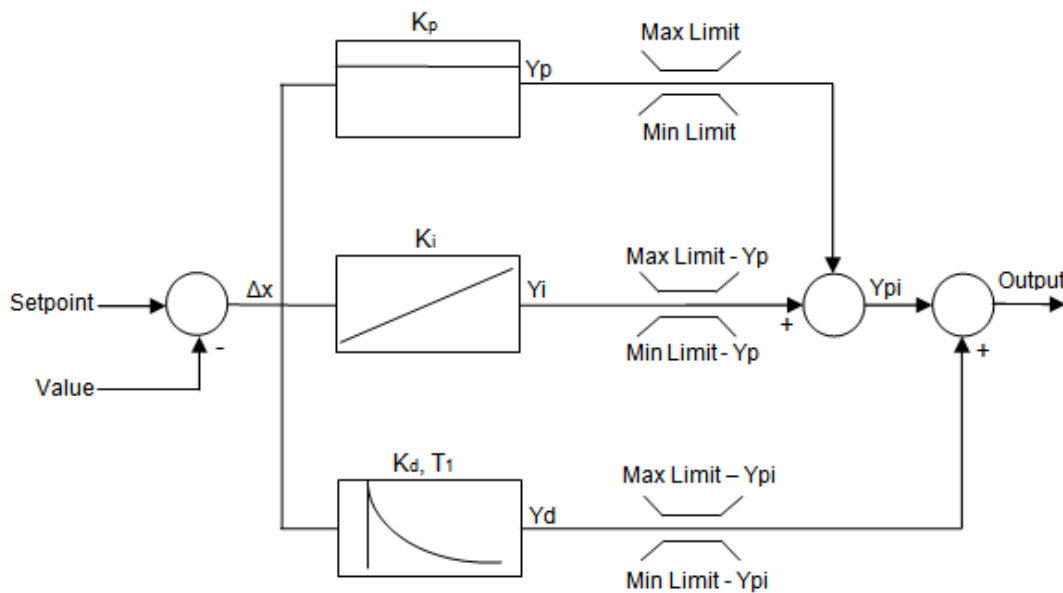 Kp
Yp
Max Limit
Min Limit
Ki
Yi
Max Limit - Yp
Min Limit - Yp
+
Setpoint
Δx
-
Value
Ypi
Output
+
Kd, T1
Yd
Max Limit – Ypi
Min Limit - Ypi